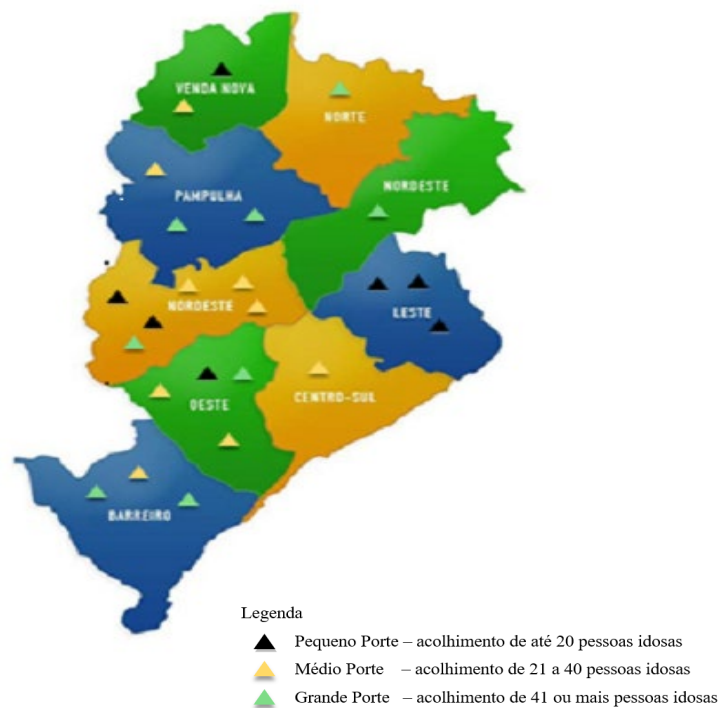 VENDA NOVA
NORTE
NORDESTE
PAMPULHA
NORDESTE
LESTE
CENTRO-SUL
OESTE
BARREIRO
Legenda
Pequeno Porte – acolhimento de até 20 pessoas idosas
Médio Porte – acolhimento de 21 a 40 pessoas idosas
Grande Porte – acolhimento de 41 ou mais pessoas idosas